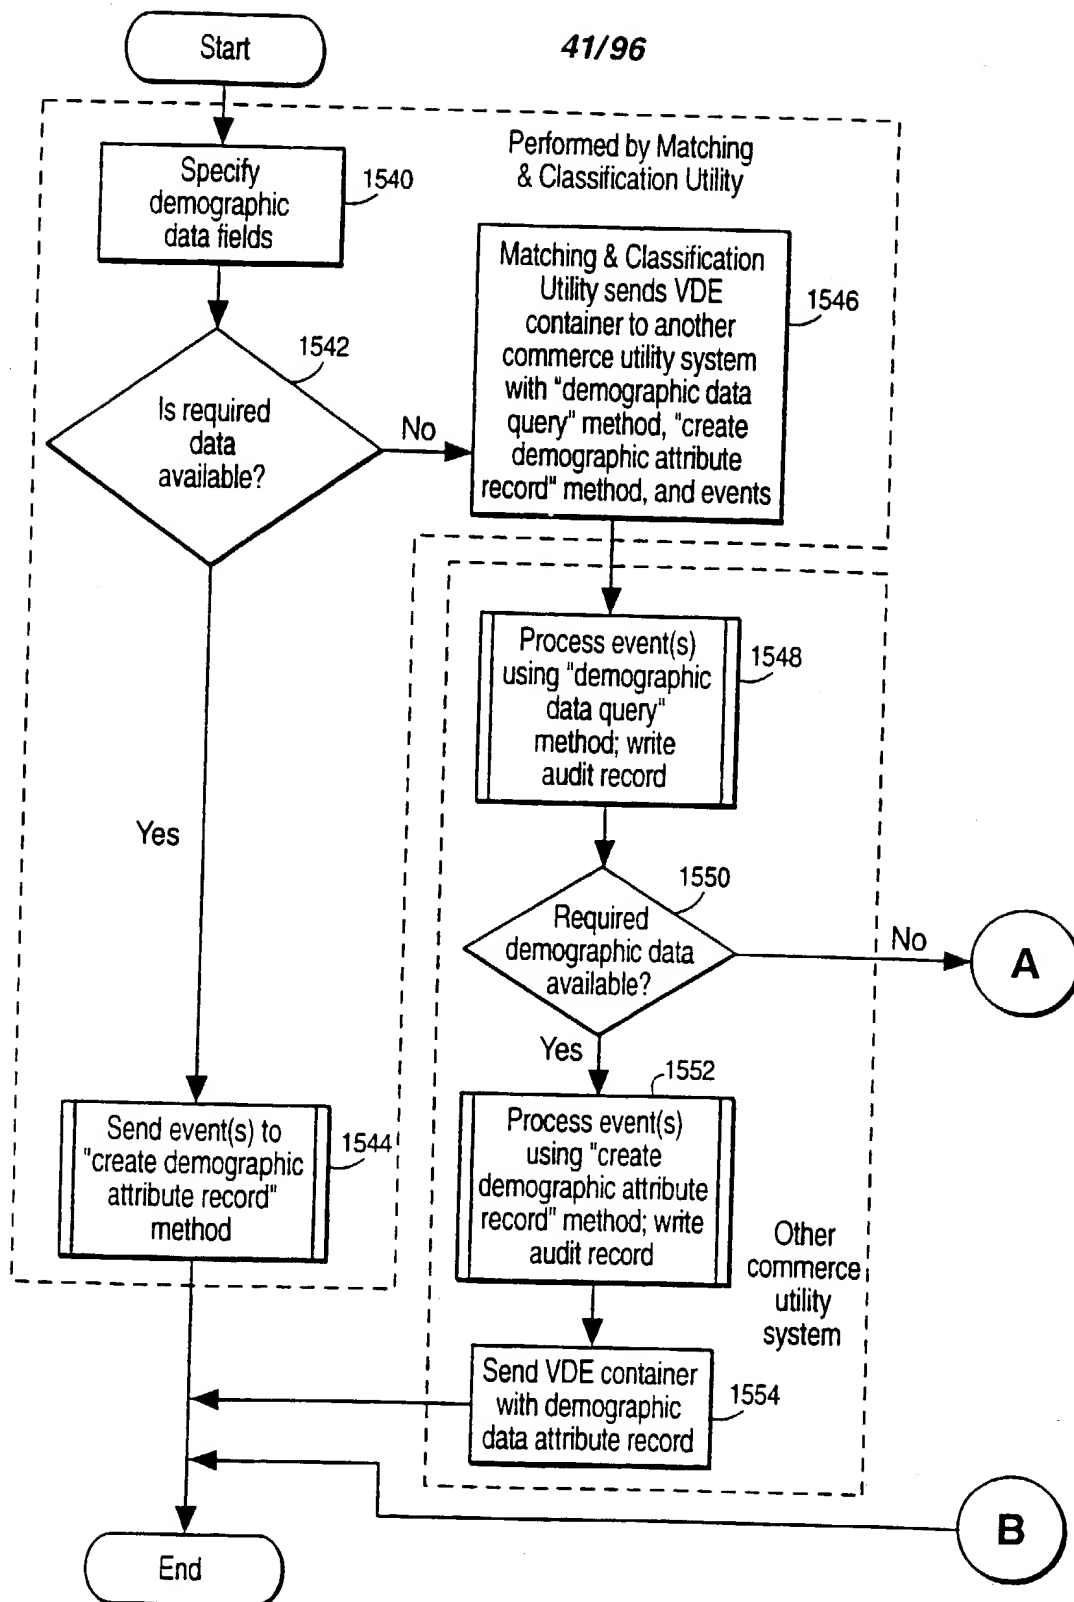 Start
41/96
Performed by Matching
& Classification Utility
Specify
demographic
data fields
1540
Matching & Classification
Utility sends VDE
container to another
commerce utility system
with "demographic data
query" method, "create
demographic attribute
record" method, and events
1546
1542
Is required
data
available?
No
Process event(s)
using "demographic
data query"
method; write
audit record
1548
Yes
1550
Required
demographic data
available?
No
A
Yes
1552
Send event(s) to
"create demographic
attribute record"
method
1544
Process event(s)
using "create
demographic attribute
record" method; write
audit record
Other
commerce
utility
system
Send VDE container
with demographic
data attribute record
1554
B
End